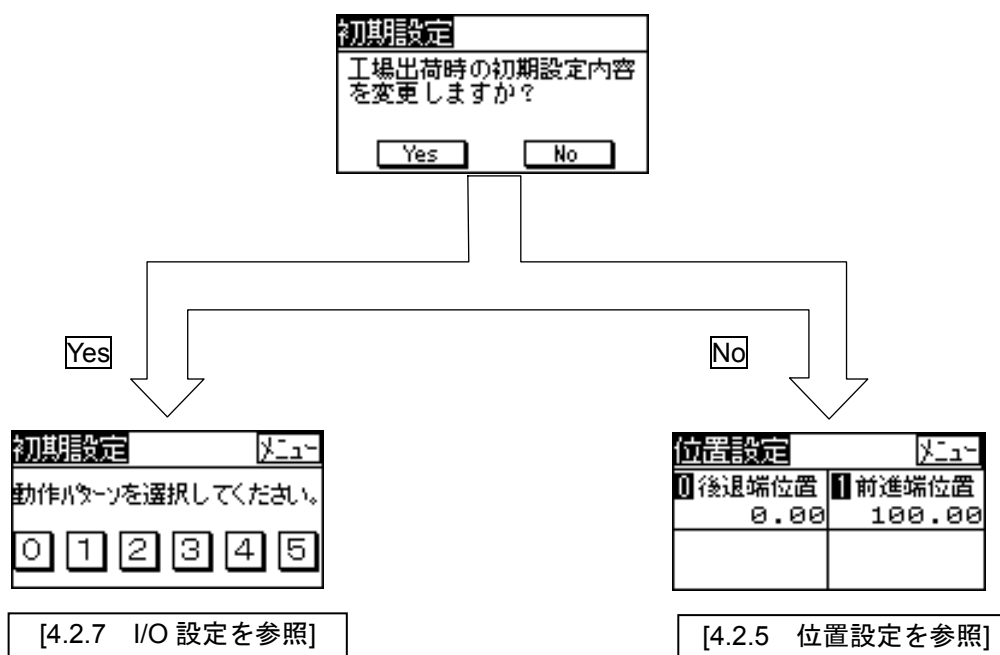 初期設定
工場出荷時の初期設定内容
を変更しますか？
Yes No
Yes No
初期設定 メニュー
動作パターンを選択してください。
0 1 2 3 4 5
[4.2.7 I/O 設定を参照]
位置設定 メニュー
0 後退端位置 1 前進端位置
0.00 100.00
[4.2.5 位置設定を参照]